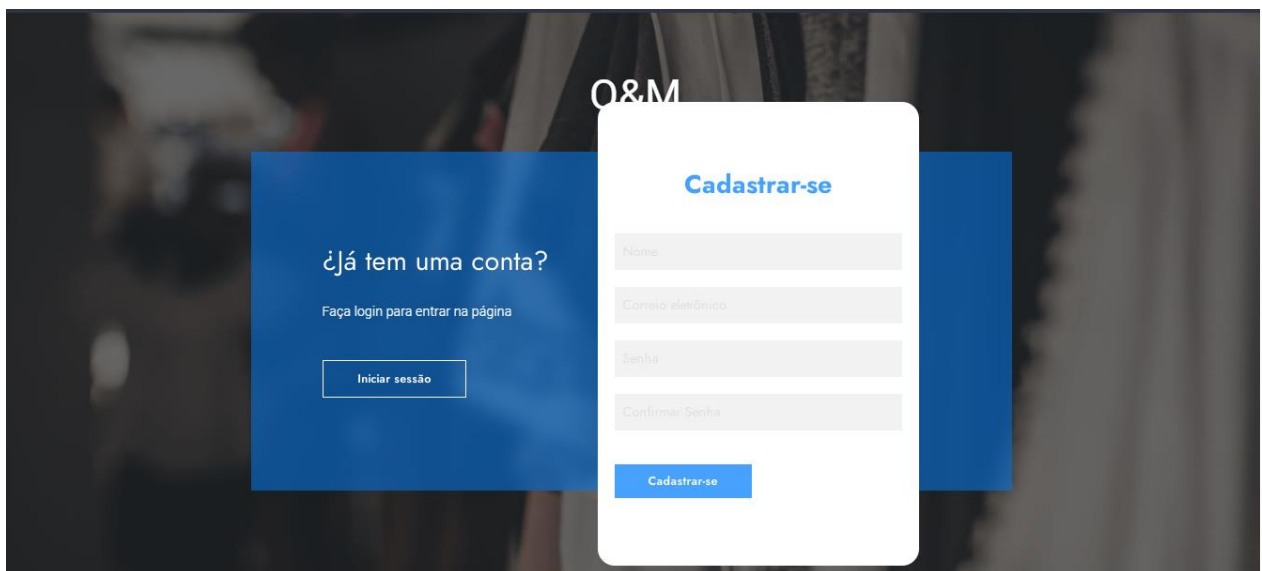 O&M
¿Já tem uma conta?
Faça login para entrar na página
Iniciar sessão
Cadastrar-se
Nome
Correio eletrônico
Senha
Confirmar Senha
Cadastrar-se